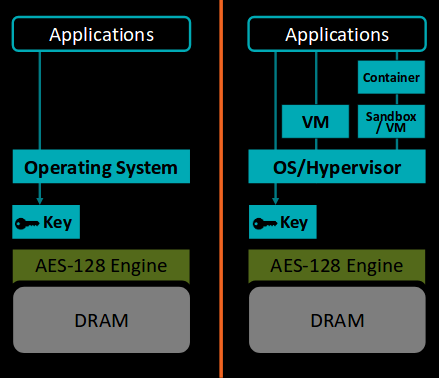 Applications
Operating System
Key
AES-128 Engine
DRAM
Applications
Container
VM
Sandbox
/ VM
OS/Hypervisor
Key
AES-128 Engine
DRAM